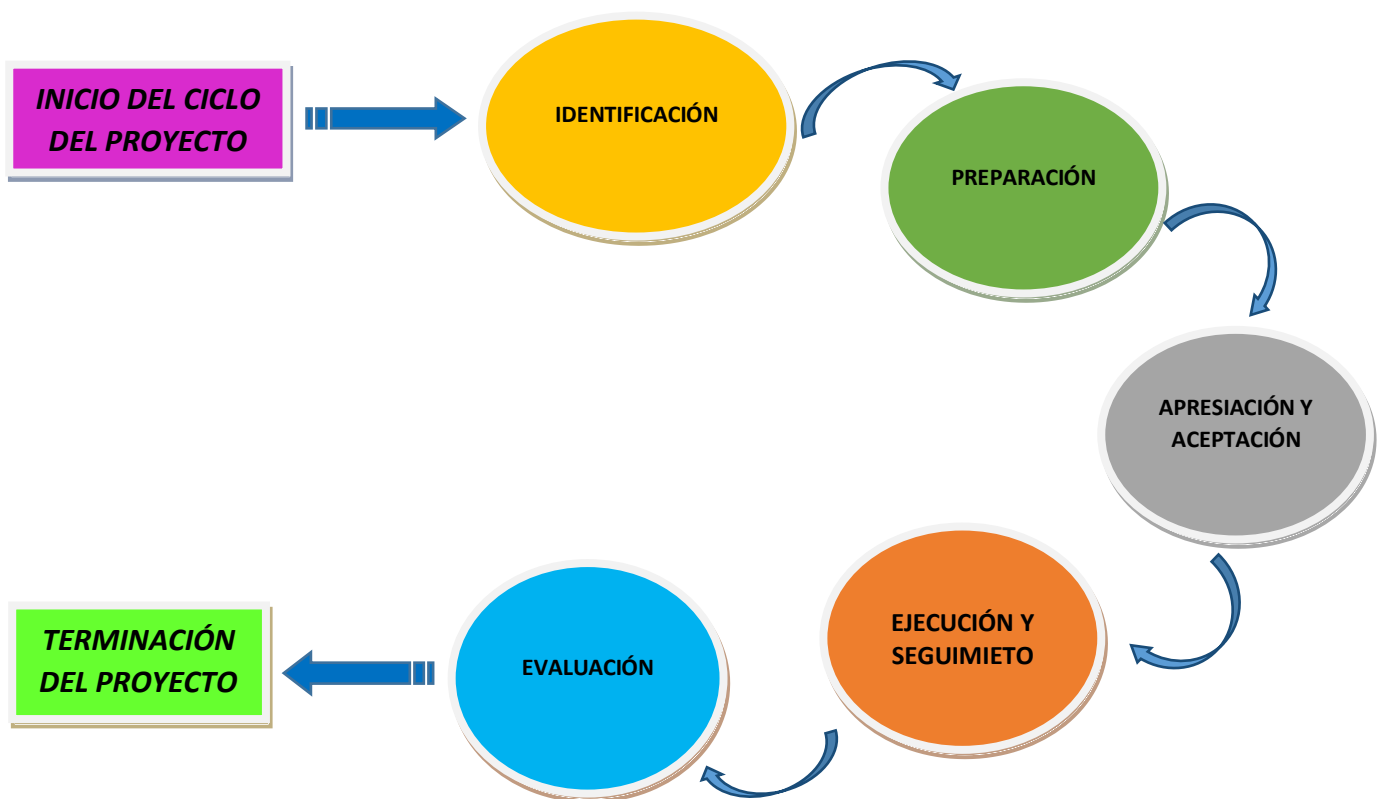 INICIO DEL CICLO
DEL PROYECTO
IDENTIFICACIÓN
PREPARACIÓN
APRESIACIÓN Y
ACEPTACIÓN
EJECUCIÓN Y
SEGUIMIETO
EVALUACIÓN
TERMINACIÓN
DEL PROYECTO